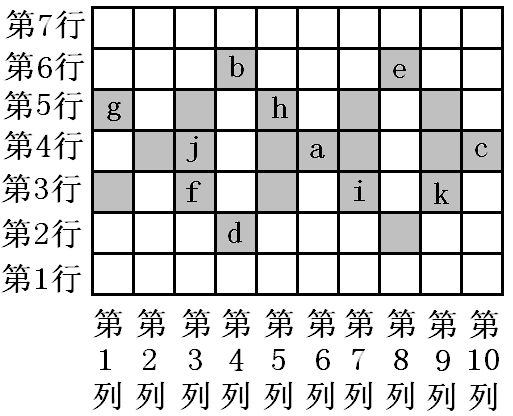 第7行
第6行 b e
第5行 g h
第4行 j a c
第3行 f i k
第2行 d
第1行
第1列 第2列 第3列 第4列 第5列 第6列 第7列 第8列 第9列 第10列